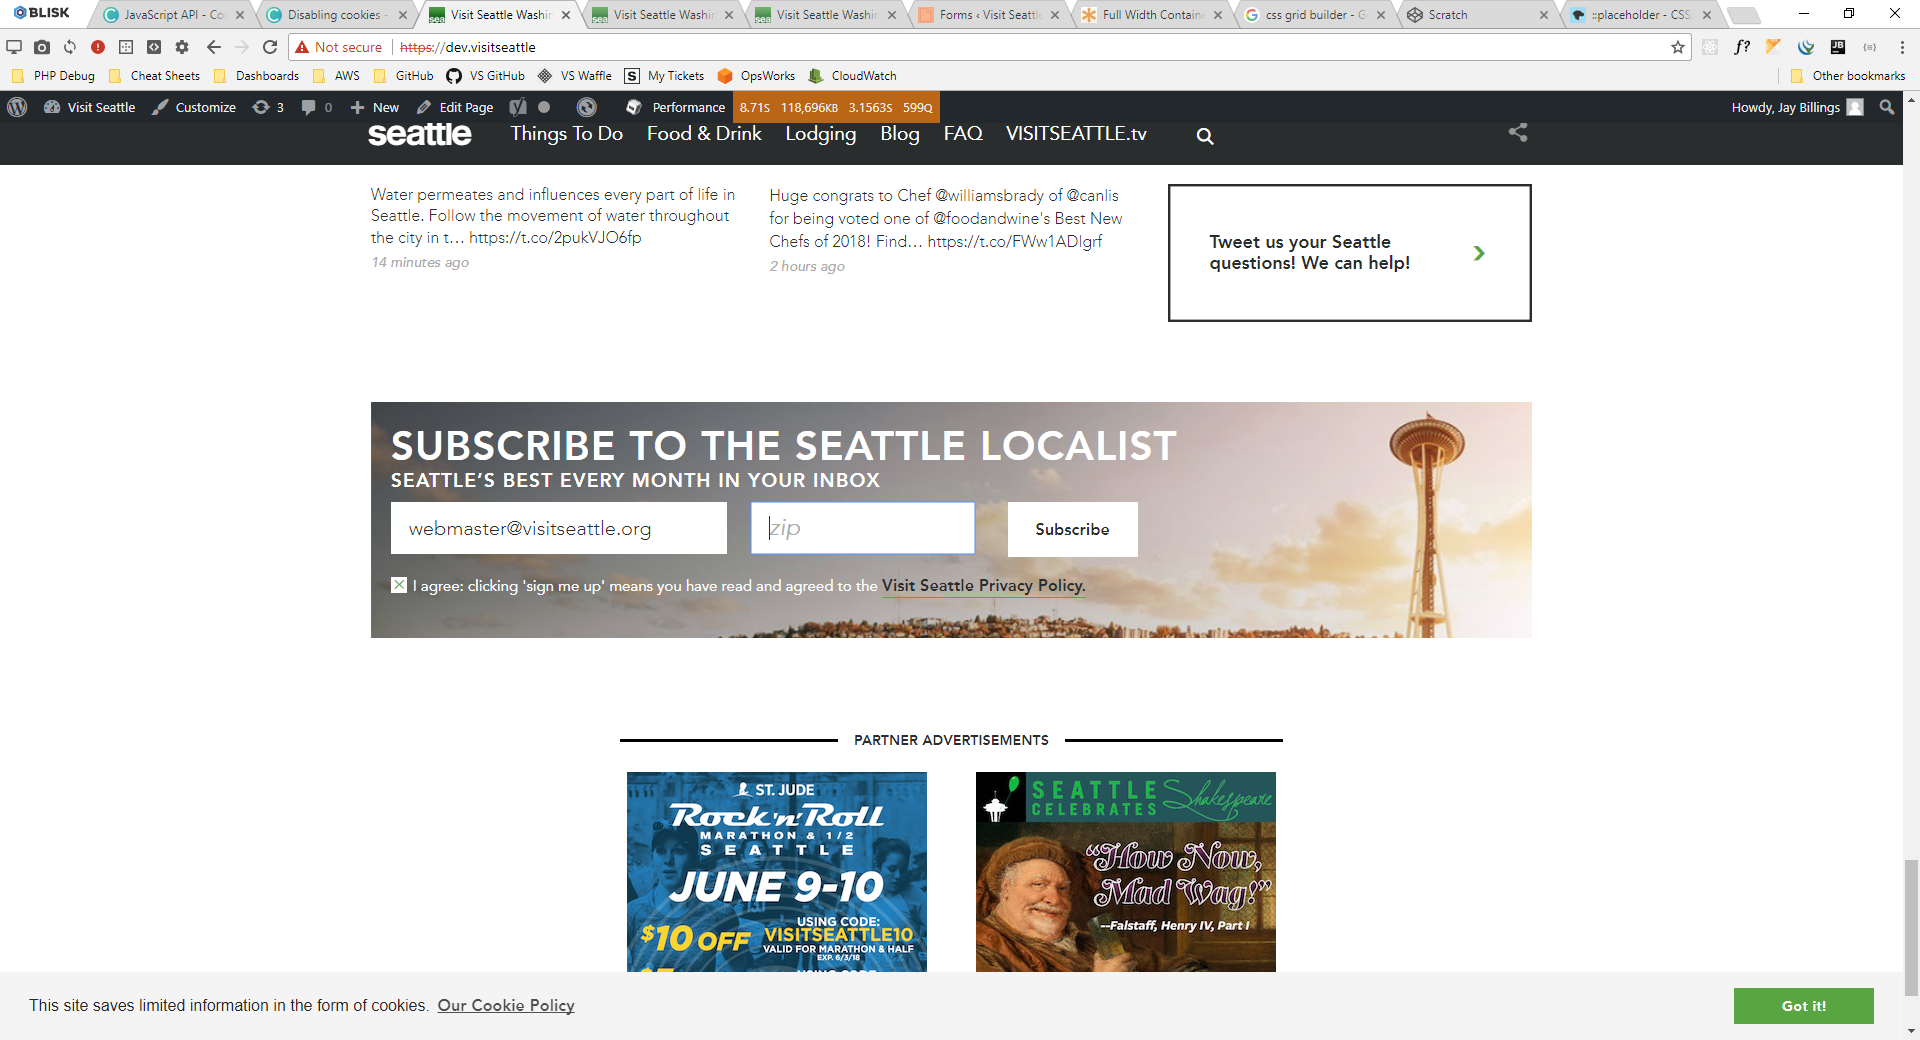 BLISK
JavaScript API - Co
Disabling cookies -
Visit Seattle Washin
Visit Seattle Washin
Visit Seattle Washin
Forms ‹ Visit Seattle
Full Width Contain
css grid builder - G
Scratch
::placeholder - CSS
Not secure
https://dev.visitseattle
PHP Debug
Cheat Sheets
Dashboards
AWS
GitHub
VS GitHub
VS Waffle
My Tickets
OpsWorks
CloudWatch
Other bookmarks
Visit Seattle
Customize
3
0
New
Edit Page
Performance
8.71S 118,696KB 3.1563S 599Q
Howdy, Jay Billings
seattle
Things To Do
Food & Drink
Lodging
Blog
FAQ
VISITSEATTLE.tv
Water permeates and influences every part of life in
Seattle. Follow the movement of water throughout
the city in t… https://t.co/2pukVJO6fp
14 minutes ago
Huge congrats to Chef @williamsbrady of @canlis
for being voted one of @foodandwine's Best New
Chefs of 2018! Find… https://t.co/FWw1ADlgrf
2 hours ago
Tweet us your Seattle
questions! We can help!
SUBSCRIBE TO THE SEATTLE LOCALIST
SEATTLE’S BEST EVERY MONTH IN YOUR INBOX
webmaster@visitseattle.org
zip
Subscribe
I agree: clicking 'sign me up' means you have read and agreed to the Visit Seattle Privacy Policy.
PARTNER ADVERTISEMENTS
ST. JUDE
Rock 'n' Roll
MARATHON & 1/2
SEATTLE
JUNE 9-10
$10 OFF
USING CODE:
VISITSEATTLE10
VALID FOR MARATHON & HALF
EXP. 6/3/18
USING CODE:
SEATTLE
CELEBRATES
Shakespeare
“How Now,
Mad Wag!”
--Falstaff, Henry IV, Part I
This site saves limited information in the form of cookies. Our Cookie Policy
Got it!